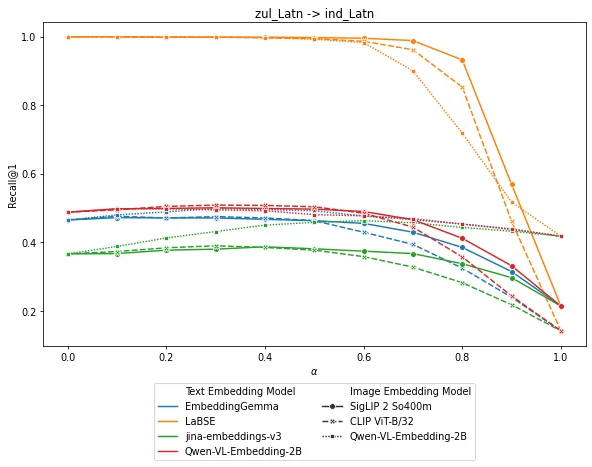 zul_Latn -> ind_Latn
Recall@1
1.0
0.8
0.6
0.4
0.2
0.0 0.2 0.4 0.6 0.8 1.0
α
Text Embedding Model Image Embedding Model
EmbeddingGemma SigLIP 2 So400m
LaBSE CLIP ViT-B/32
jina-embeddings-v3 Qwen-VL-Embedding-2B
Qwen-VL-Embedding-2B